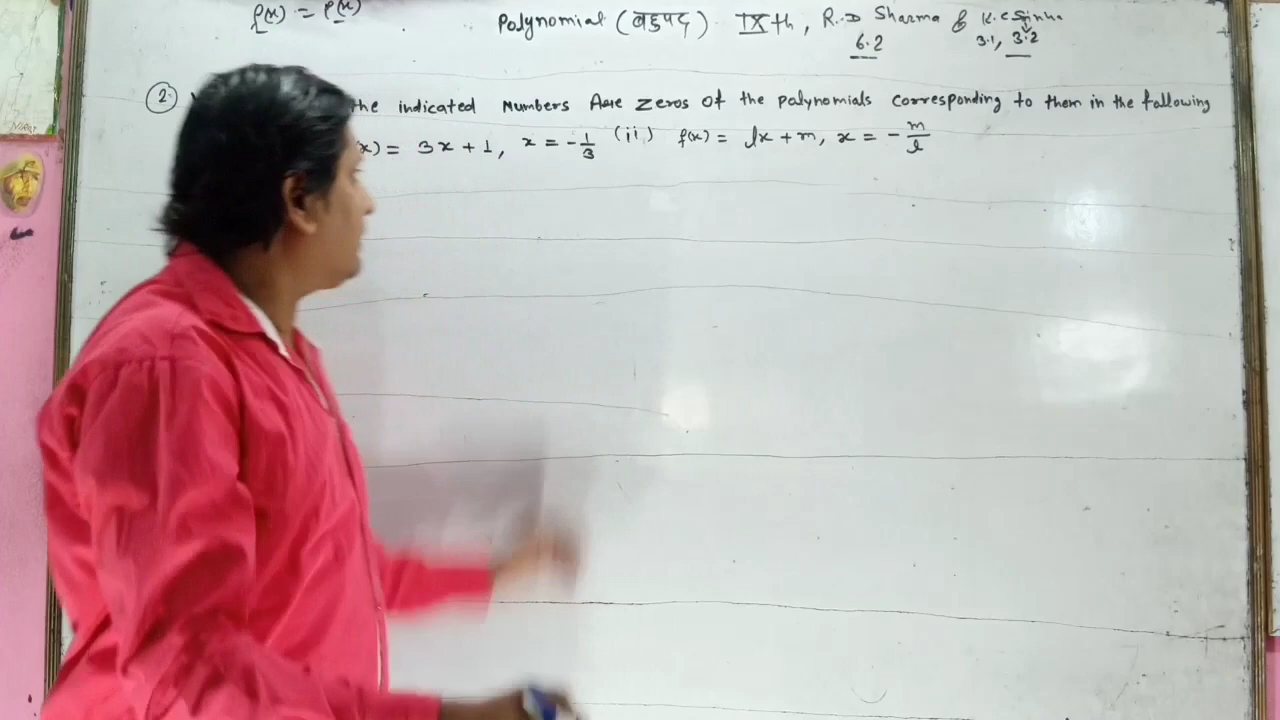 f(x) = p(x)
Polynomial (बहुपद) IXth, R.D Sharma & K.C Sinha
6.2 3.1, 3.2
(2) the indicated Numbers Are zeros of the polynomials corresponding to them in the following
x) = 3x + 1, x = -1/3 (ii) f(x) = lx + m, x = -m/l